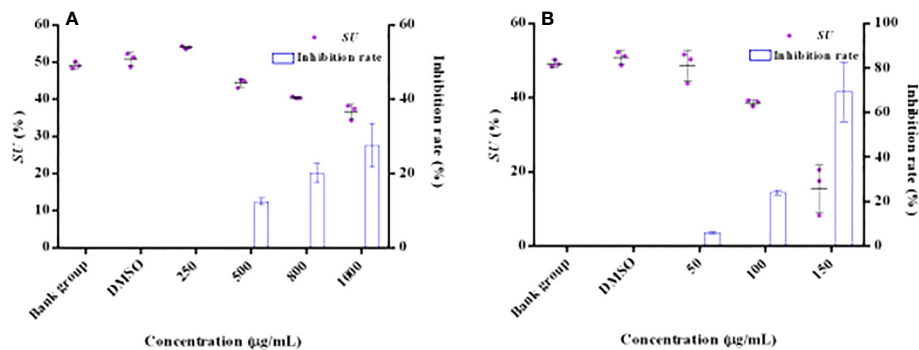 A
60
50
40
30
20
10
0
SU (%)
SU
Inhibition rate
60
40
20
0
Inhibition rate (%)
Bank group
DMSO
250
500
800
1000
Concentration (µg/mL)
B
60
40
20
0
SU (%)
SU
Inhibition rate
100
80
60
40
20
0
Inhibition rate (%)
Bank group
DMSO
50
100
150
Concentration (µg/mL)